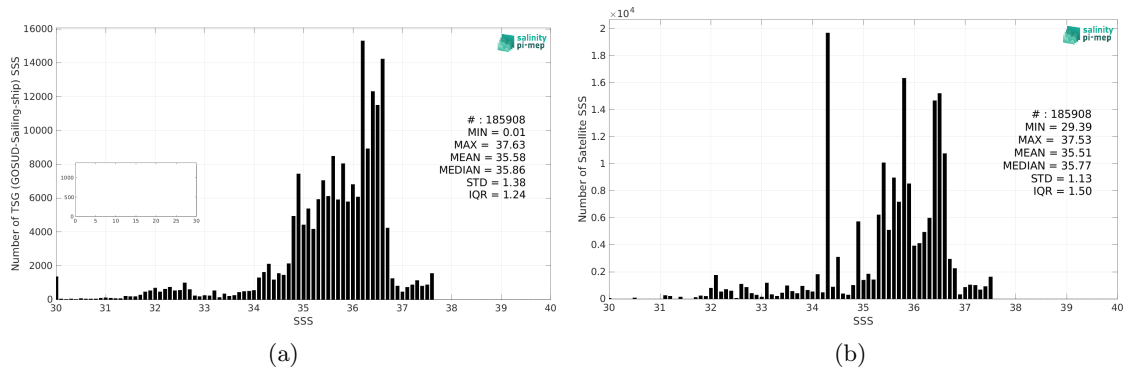 16000
14000
12000
10000
8000
6000
4000
2000
0
30 31 32 33 34 35 36 37 38 39 40
SSS
Number of TSG (GOSUD-Sailing-ship) SSS
1000
500
0
0 5 10 15 20 25 30
salinity
pi-mep
# : 185908
MIN = 0.01
MAX = 37.63
MEAN = 35.58
MEDIAN = 35.86
STD = 1.38
IQR = 1.24
(a)
×10⁴
2
1.8
1.6
1.4
1.2
1
0.8
0.6
0.4
0.2
0
30 31 32 33 34 35 36 37 38 39 40
SSS
Number of Satellite SSS
salinity
pi-mep
# : 185908
MIN = 29.39
MAX = 37.53
MEAN = 35.51
MEDIAN = 35.77
STD = 1.13
IQR = 1.50
(b)